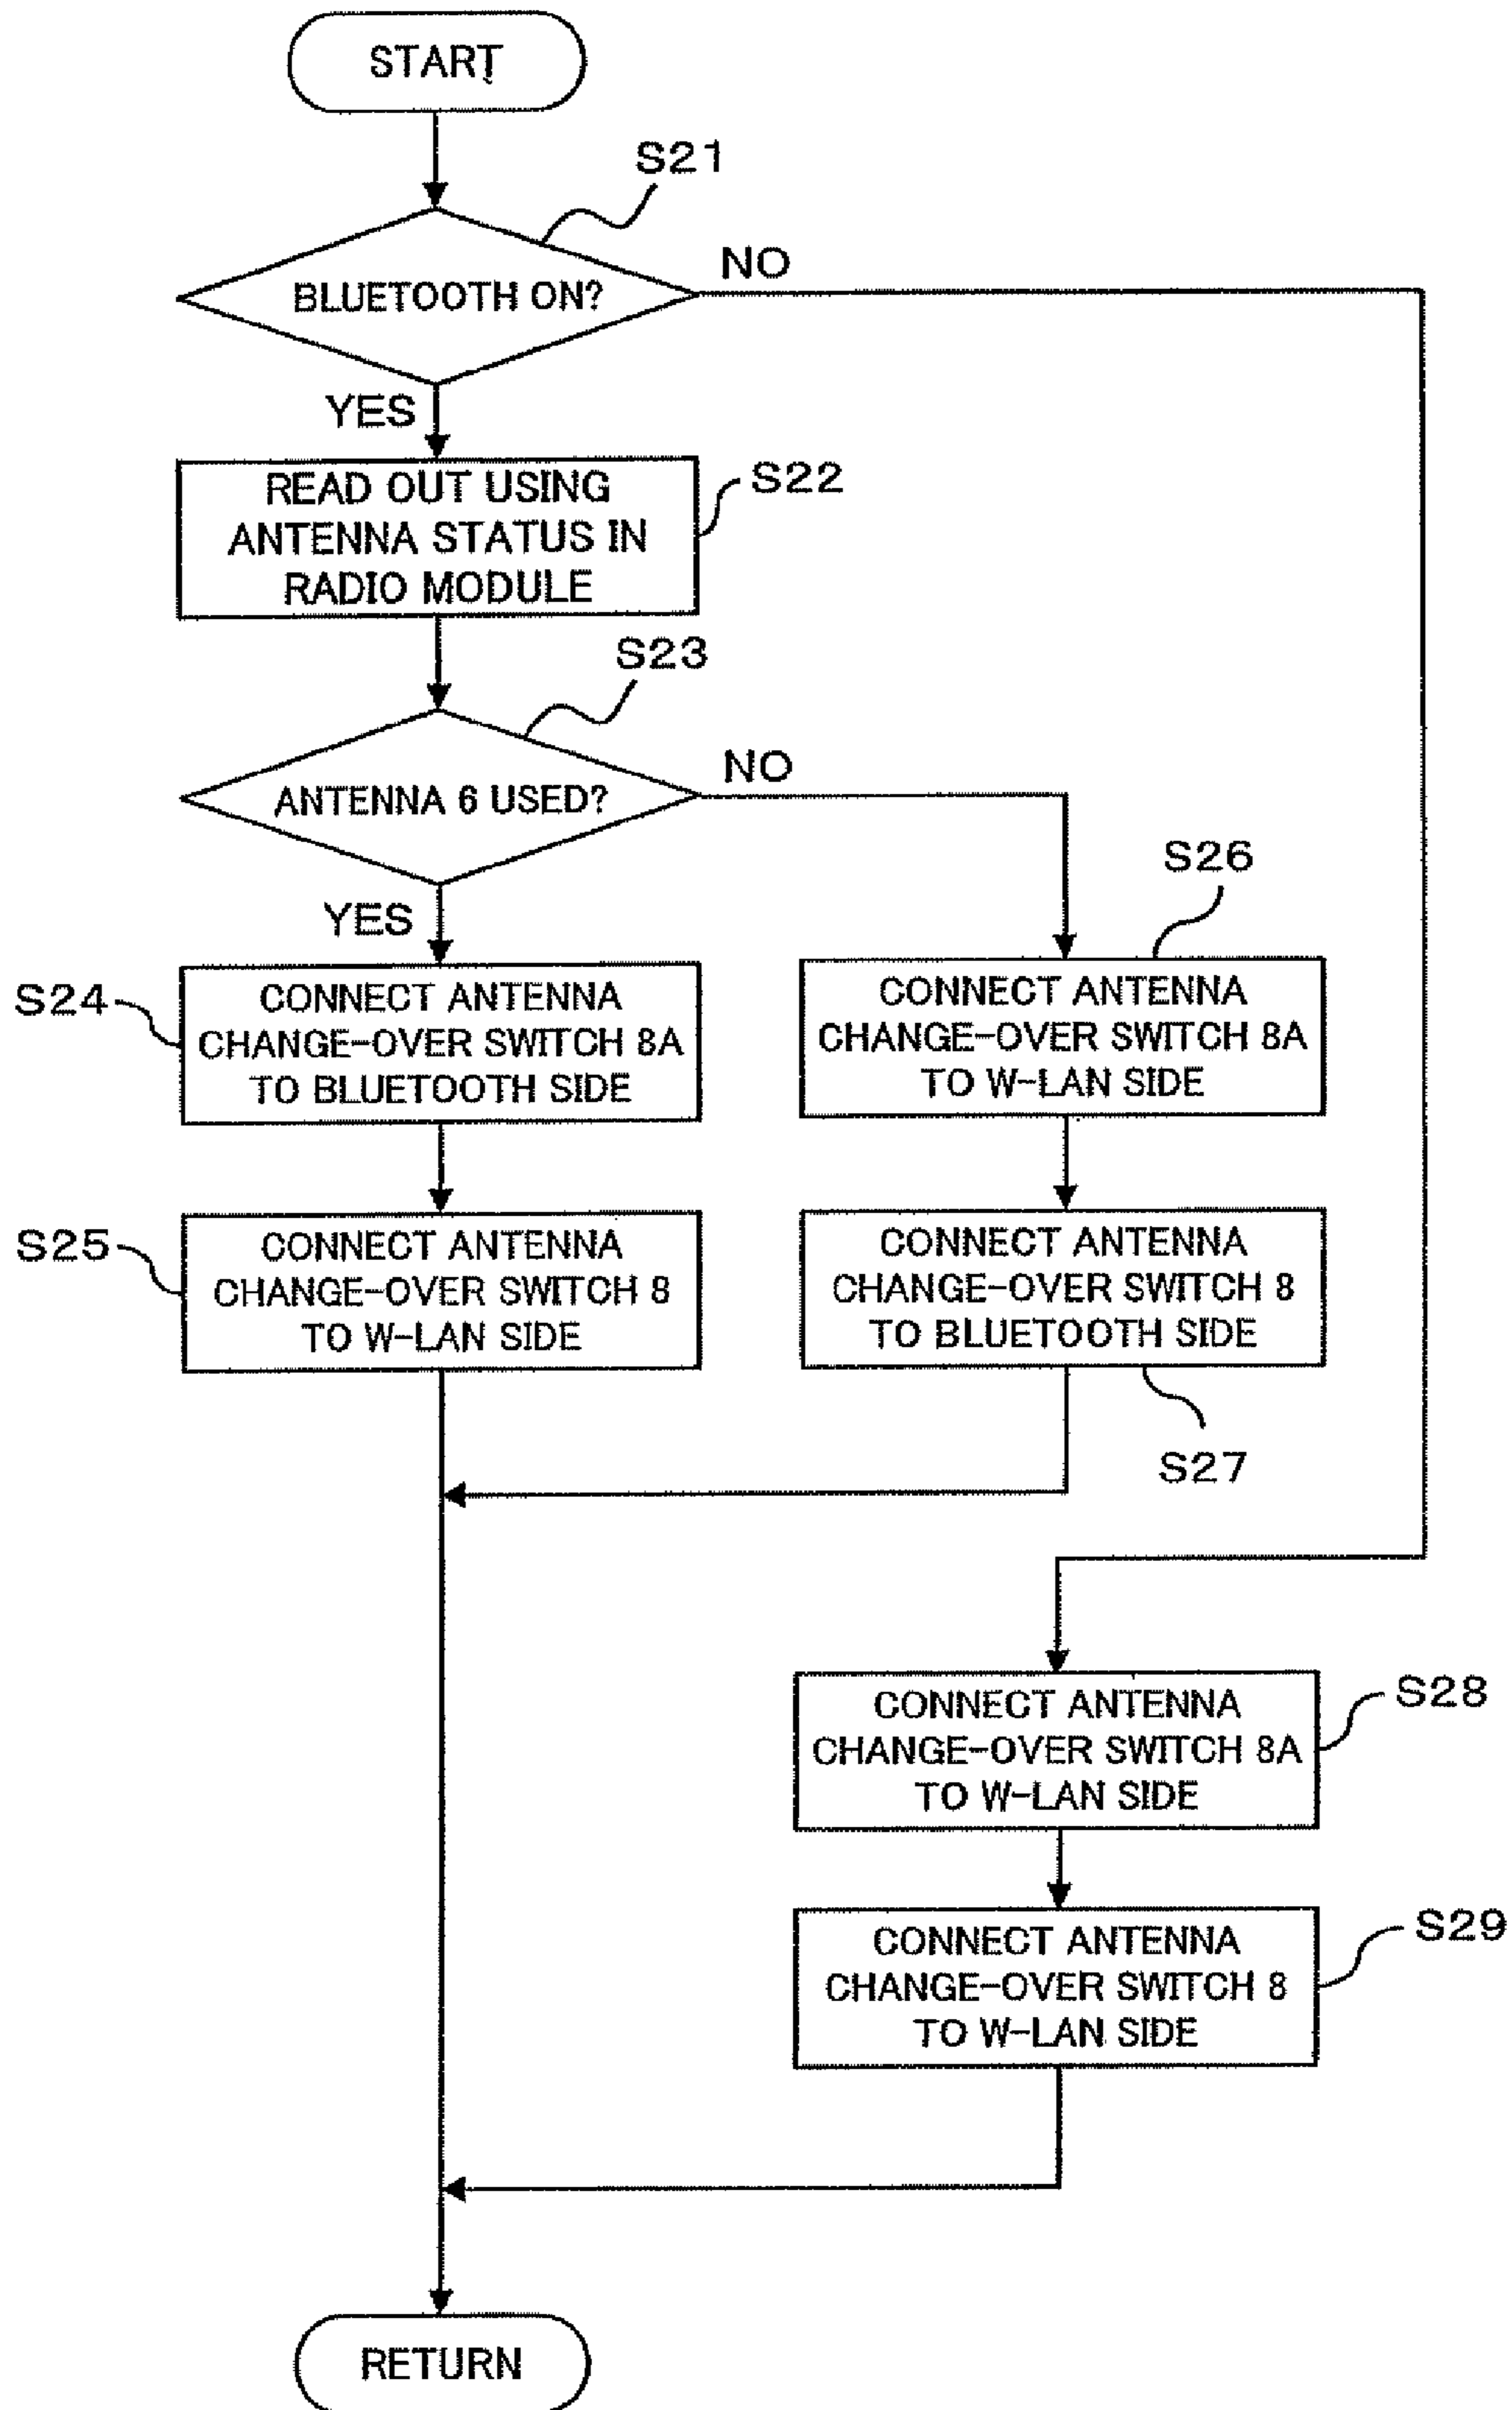 START
S21
BLUETOOTH ON?
NO
YES
READ OUT USING
ANTENNA STATUS IN
RADIO MODULE
S22
S23
ANTENNA 6 USED?
NO
YES
S24
CONNECT ANTENNA
CHANGE-OVER SWITCH 8A
TO BLUETOOTH SIDE
S26
CONNECT ANTENNA
CHANGE-OVER SWITCH 8A
TO W-LAN SIDE
S25
CONNECT ANTENNA
CHANGE-OVER SWITCH 8
TO W-LAN SIDE
CONNECT ANTENNA
CHANGE-OVER SWITCH 8
TO BLUETOOTH SIDE
S27
CONNECT ANTENNA
CHANGE-OVER SWITCH 8A
TO W-LAN SIDE
S28
CONNECT ANTENNA
CHANGE-OVER SWITCH 8
TO W-LAN SIDE
S29
RETURN